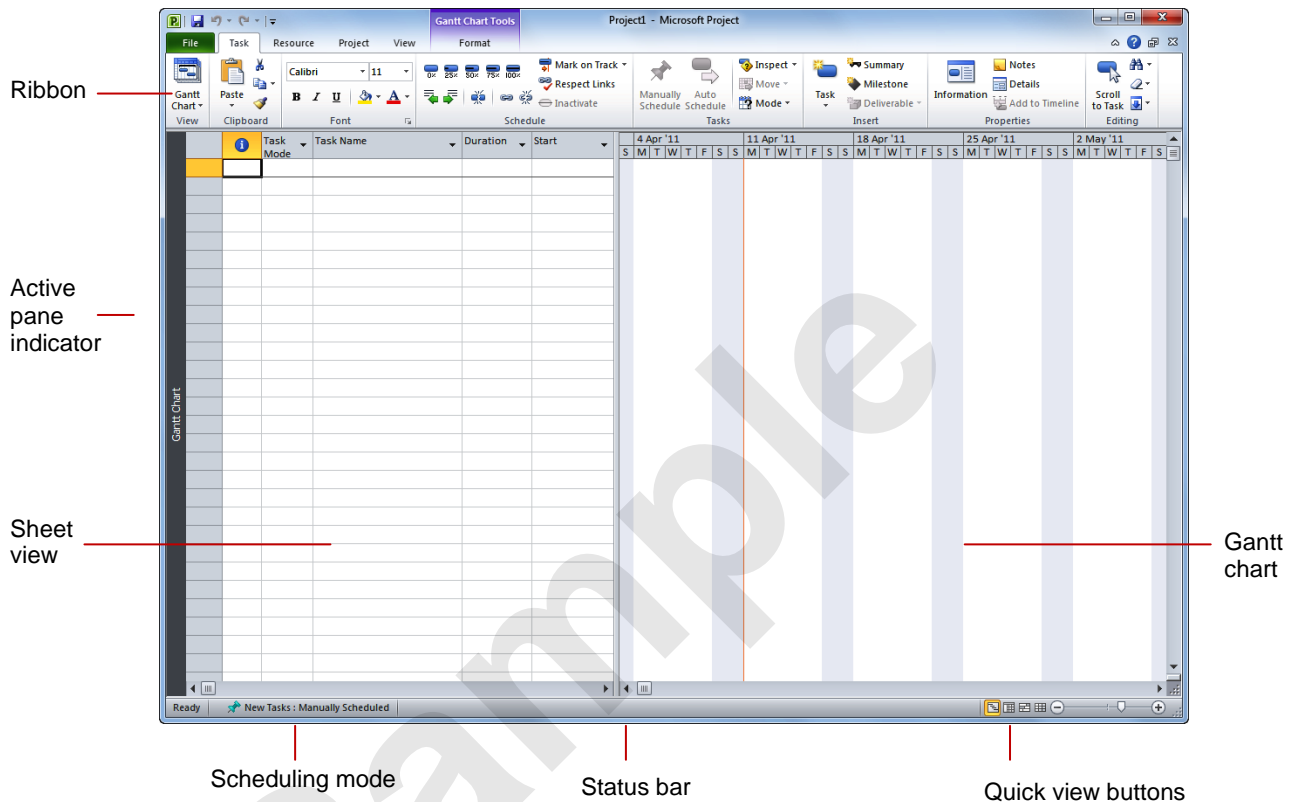 Gantt Chart Tools
Project1 - Microsoft Project
File Task Resource Project View Format
Ribbon
Gantt Chart
View
Paste
Clipboard
Calibri 11
B I U A
Font
0× 25× 50× 75× 100×
Mark on Track
Respect Links
Inactivate
Schedule
Manually Schedule
Auto Schedule
Inspect
Move
Mode
Tasks
Task
Summary
Milestone
Deliverable
Insert
Information
Notes
Details
Add to Timeline
Properties
Scroll to Task
Editing
Task Mode
Task Name
Duration
Start
4 Apr '11 11 Apr '11 18 Apr '11 25 Apr '11 2 May '11
S M T W T F S S M T W T F S S M T W T F S S M T W T F S S M T W T F S
Active
pane
indicator
Gantt Chart
Sheet
view
Gantt
chart
Sample
Ready New Tasks : Manually Scheduled
Scheduling mode
Status bar
Quick view buttons